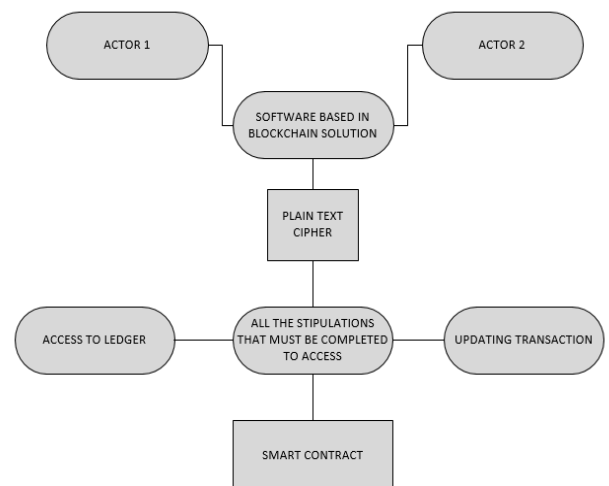 ACTOR 1
ACTOR 2
SOFTWARE BASED IN
BLOCKCHAIN SOLUTION
PLAIN TEXT
CIPHER
ACCESS TO LEDGER
ALL THE STIPULATIONS
THAT MUST BE COMPLETED
TO ACCESS
UPDATING TRANSACTION
SMART CONTRACT